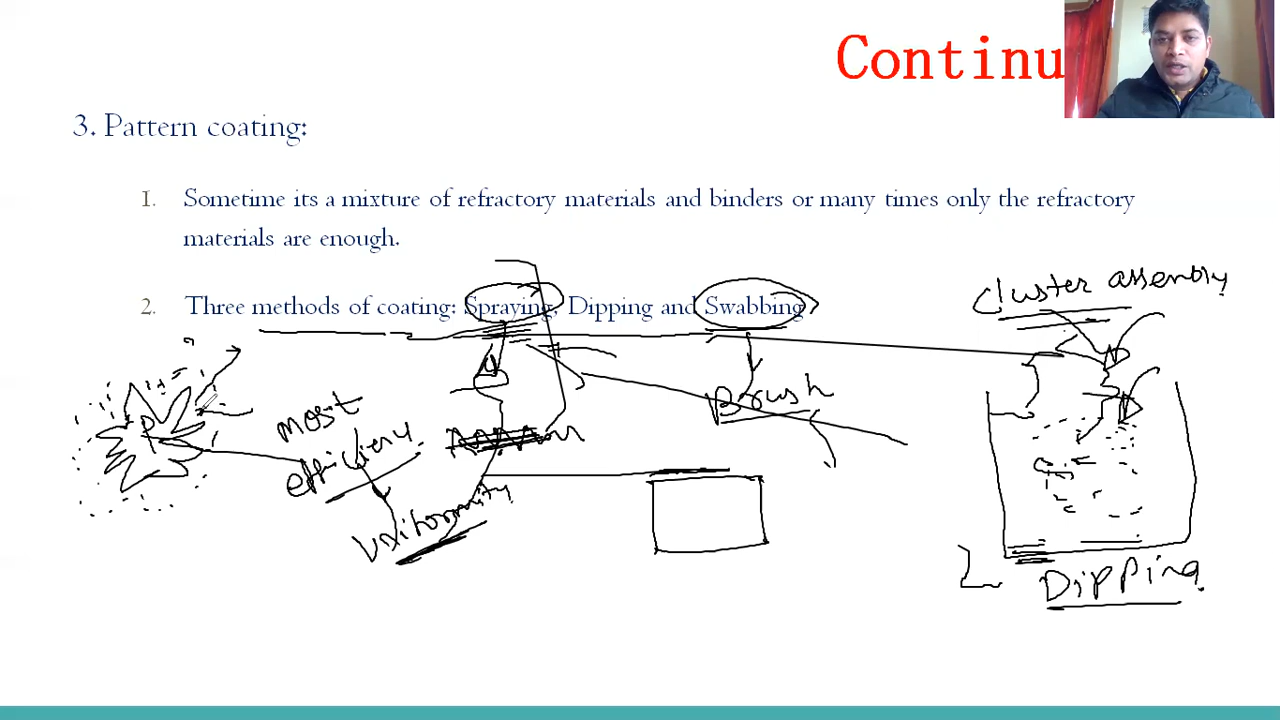 Continu
3. Pattern coating:
1. Sometime its a mixture of refractory materials and binders or many times only the refractory
materials are enough.
2. Three methods of coating: Spraying, Dipping and Swabbing
Cluster assembly
Brush
most
efficiency
Uniformity
Dipping